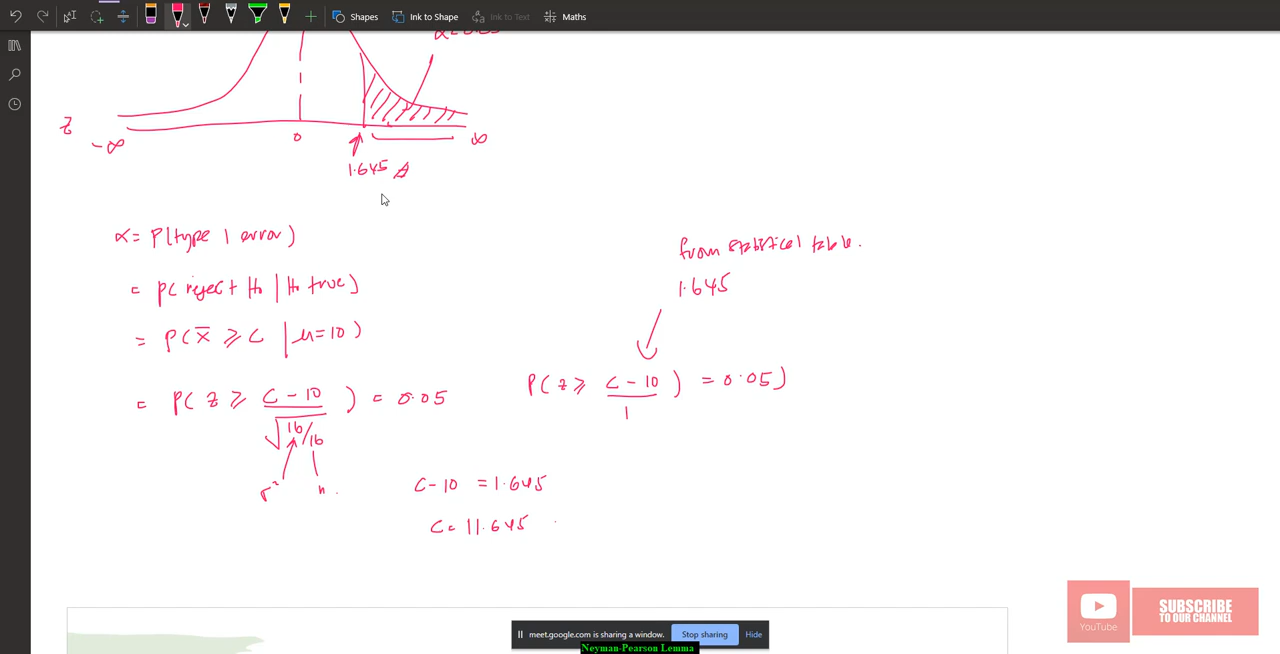 Shapes
Ink to Shape
Ink to Text
Maths
z
-∞
0
∞
1.645
α = P(type 1 error)
= P( reject H₀ | H₀ true)
= P( x̄ ⩾ C | μ=10 )
= P( z ⩾ C - 10 / √16/16 ) = 0.05
σ²
n.
from statistical table.
1.645
P( z ⩾ C - 10 / 1 ) = 0.05)
C-10 = 1.645
C= 11.645
YouTube
SUBSCRIBE
TO OUR CHANNEL
meet.google.com is sharing a window.
Stop sharing
Hide
Neyman-Pearson Lemma